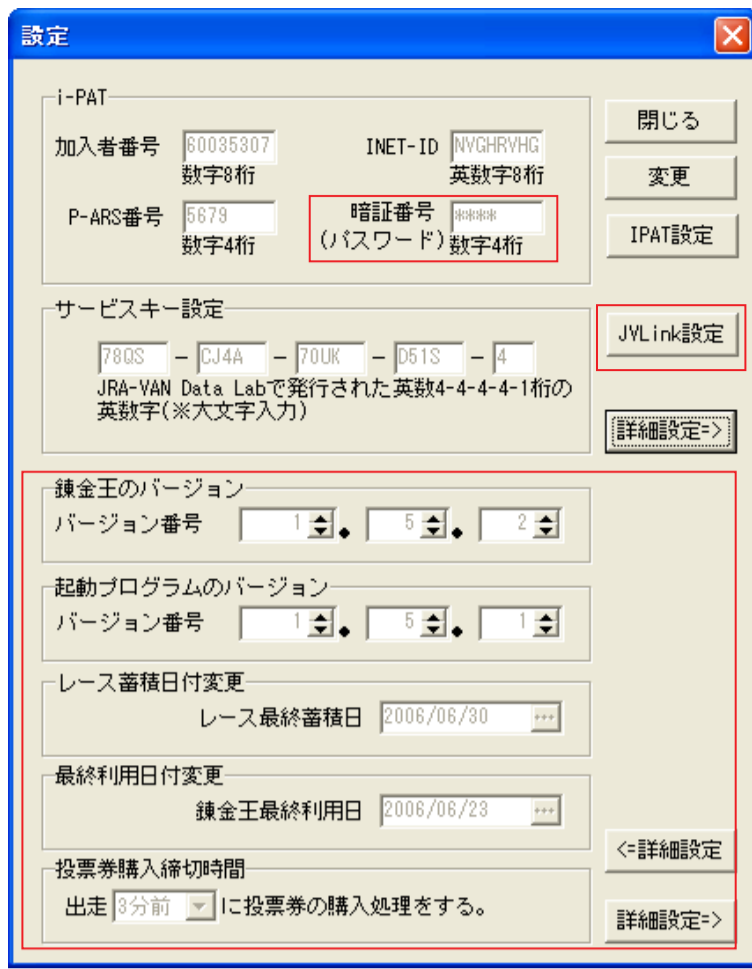 設定
i-PAT
加入者番号 60035307 INET-ID NVGHRVHG
数字8桁 英数字8桁
P-ARS番号 5679 暗証番号 ****
数字4桁 (パスワード) 数字4桁
閉じる
変更
IPAT設定
サービスキー設定
78QS - CJ4A - 70UK - D51S - 4
JRA-VAN Data Labで発行された英数4-4-4-4-1桁の
英数字(※大文字入力)
JVLink設定
詳細設定=>
錬金王のバージョン
バージョン番号 1 . 5 . 2
起動プログラムのバージョン
バージョン番号 1 . 5 . 1
レース蓄積日付変更
レース最終蓄積日 2006/06/30 ...
最終利用日付変更
錬金王最終利用日 2006/06/23 ...
<=詳細設定
投票券購入締切時間
出走 3分前 に投票券の購入処理をする。
詳細設定=>